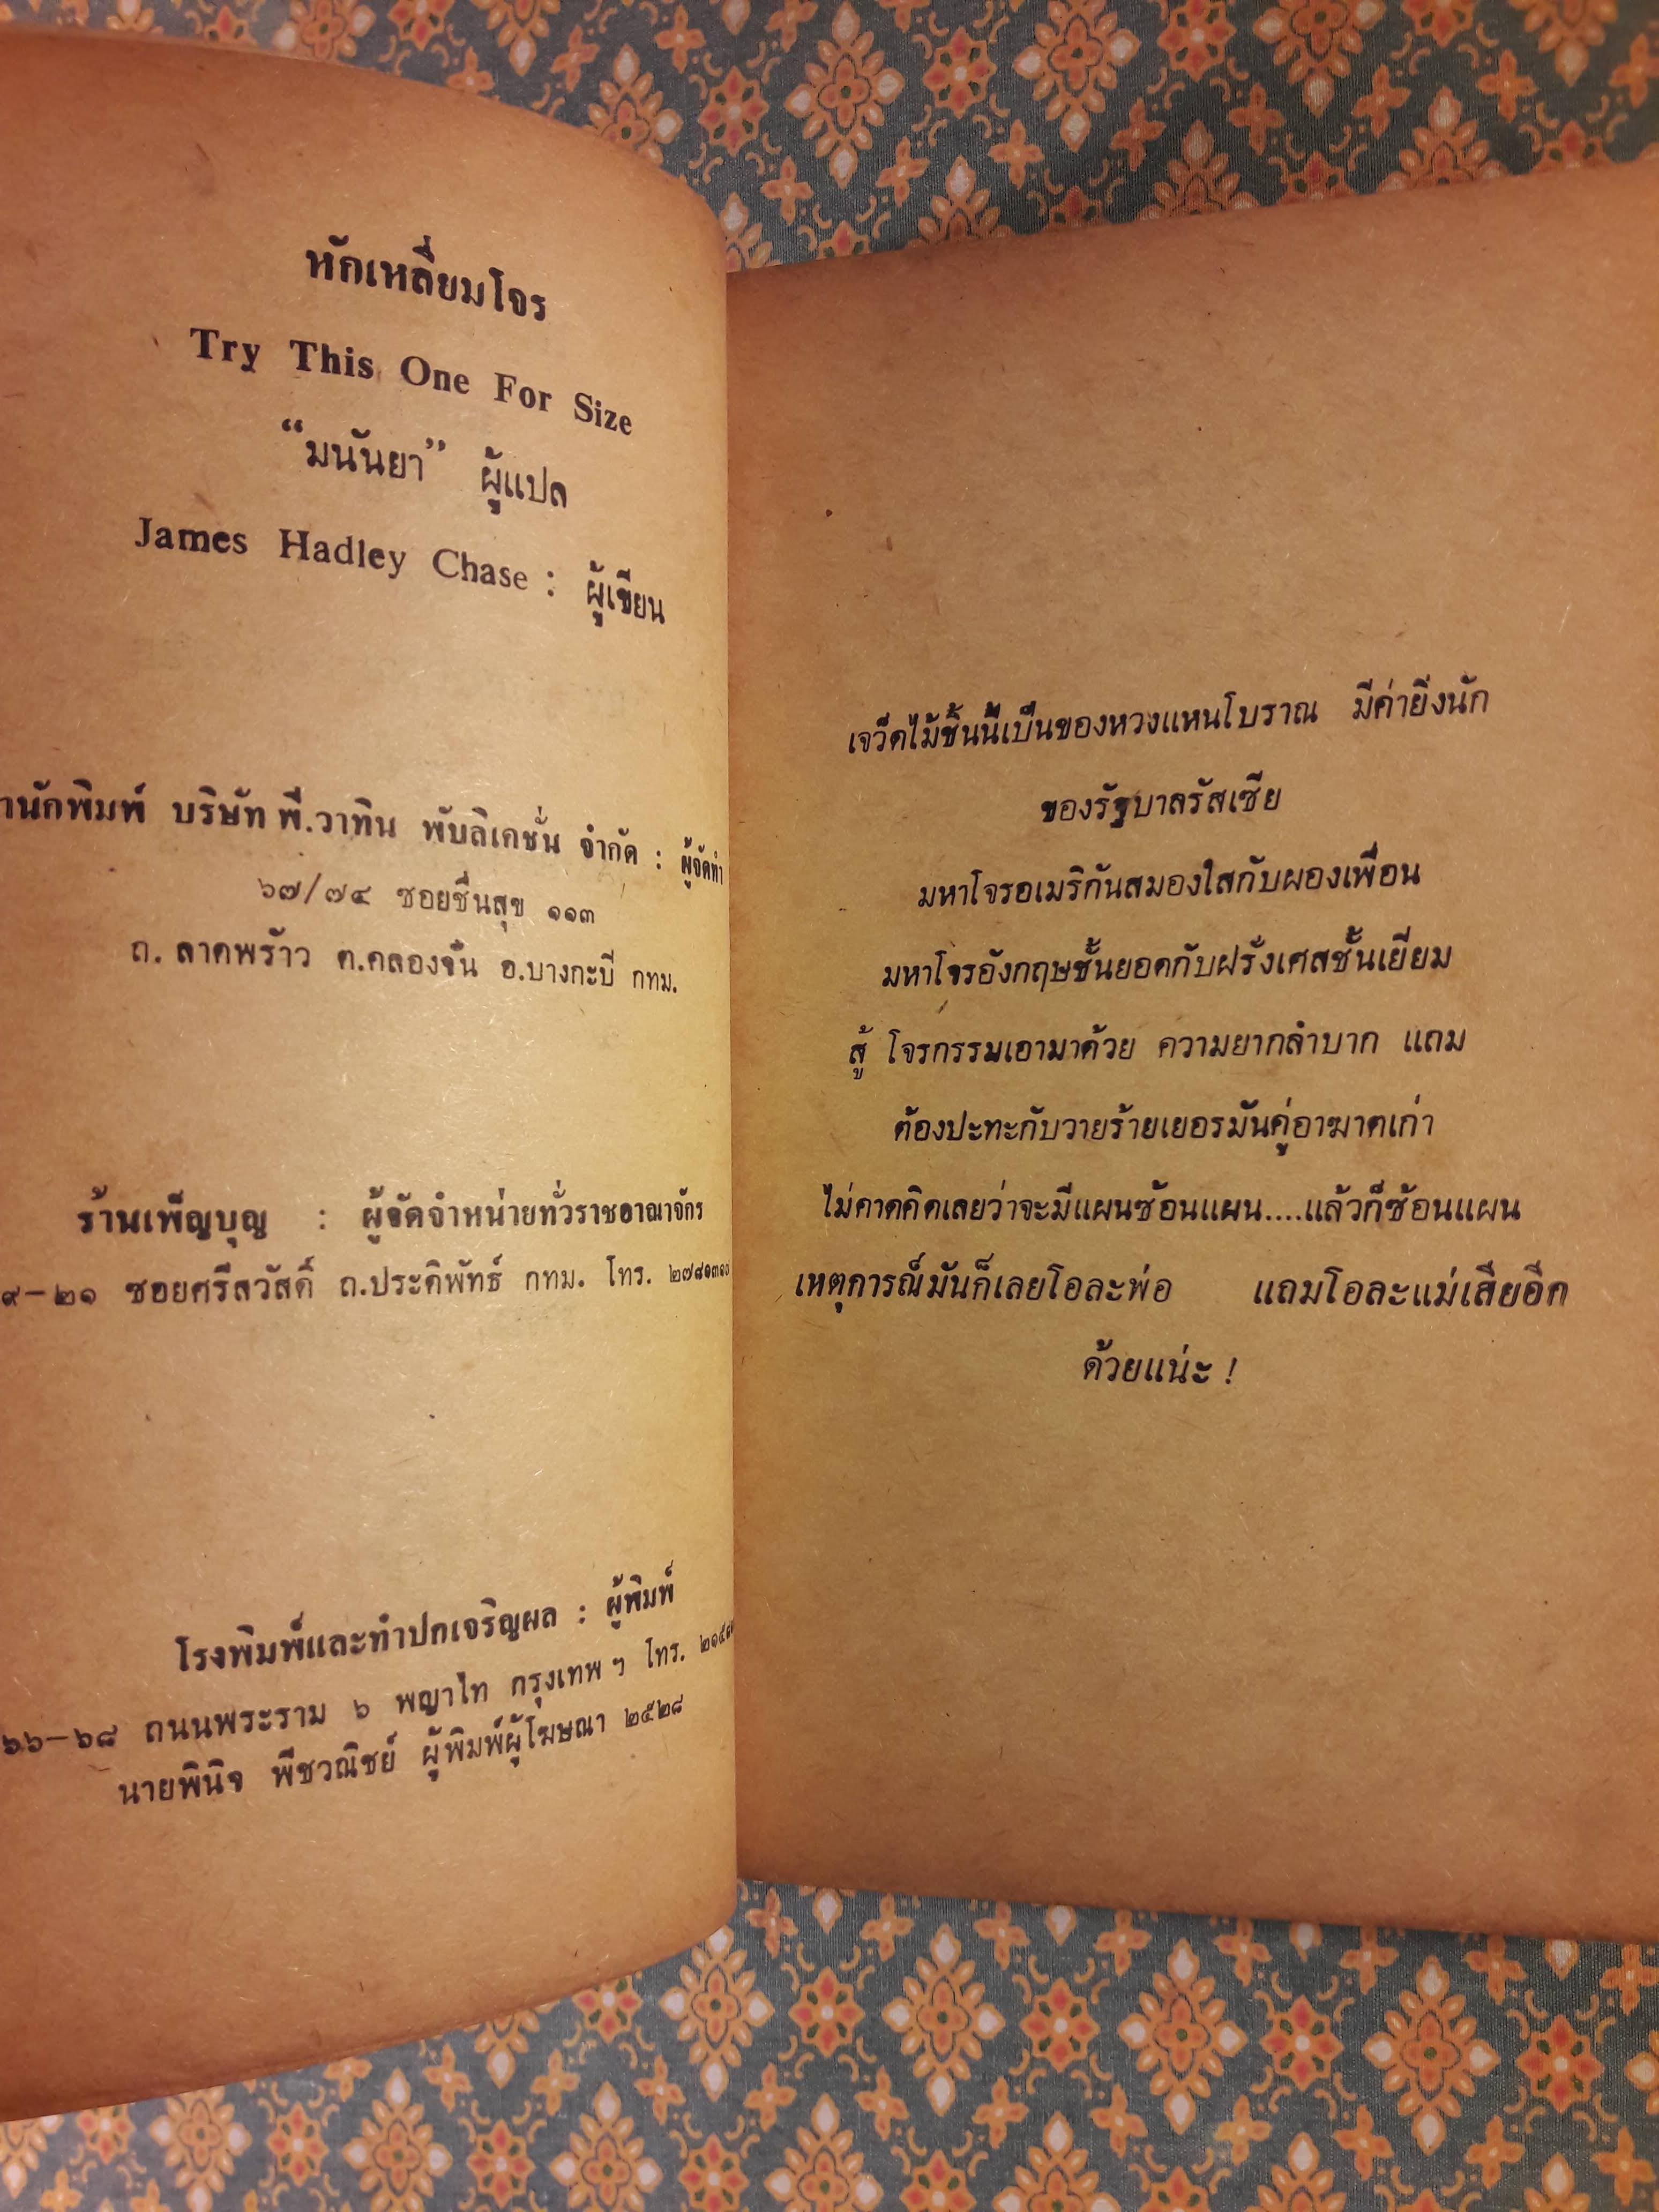 หักเหลี่ยมโจร
Try This One For Size
“มนันยา” ผู้แปล
James Hadley Chase : ผู้เขียน
านักพิมพ์ บริษัท พี.วาทิน พับลิเคชั่น จำกัด : ผู้จัดทำ
๖๗/๗๔ ซอยชื่นสุข ๑๑๓
ถ. ลาดพร้าว ต.คลองจั่น อ.บางกะปี กทม.
ร้านเพ็ญบุญ : ผู้จัดจำหน่ายทั่วราชอาณาจักร
๙-๒๑ ซอยศรีสวัสดิ์ ถ.ประดิพัทธ์ กทม. โทร.
โรงพิมพ์และทำปกเจริญผล : ผู้พิมพ์
๖๖-๖๘ ถนนพระราม ๖ พญาไท กรุงเทพ ฯ โทร.
นายพินิจ พีชวณิชย์ ผู้พิมพ์ผู้โฆษณา ๒๕๒๘
เจว็ดไม้ชิ้นนี้เป็นของหวงแหนโบราณ มีค่ายิ่งนัก
ของรัฐบาลรัสเซีย
มหาโจรอเมริกันสมองใสกับผองเพื่อน
มหาโจรอังกฤษชั้นยอดกับฝรั่งเศสชั้นเยี่ยม
สู้ โจรกรรมเอามาด้วย ความยากลำบาก แถม
ต้องปะทะกับวายร้ายเยอรมันคู่อาฆาตเก่า
ไม่คาดคิดเลยว่าจะมีแผนซ้อนแผน....แล้วก็ซ้อนแผน
เหตุการณ์มันก็เลยโอละพ่อ แถมโอละแม่เสียอีก
ด้วยแน่ะ !